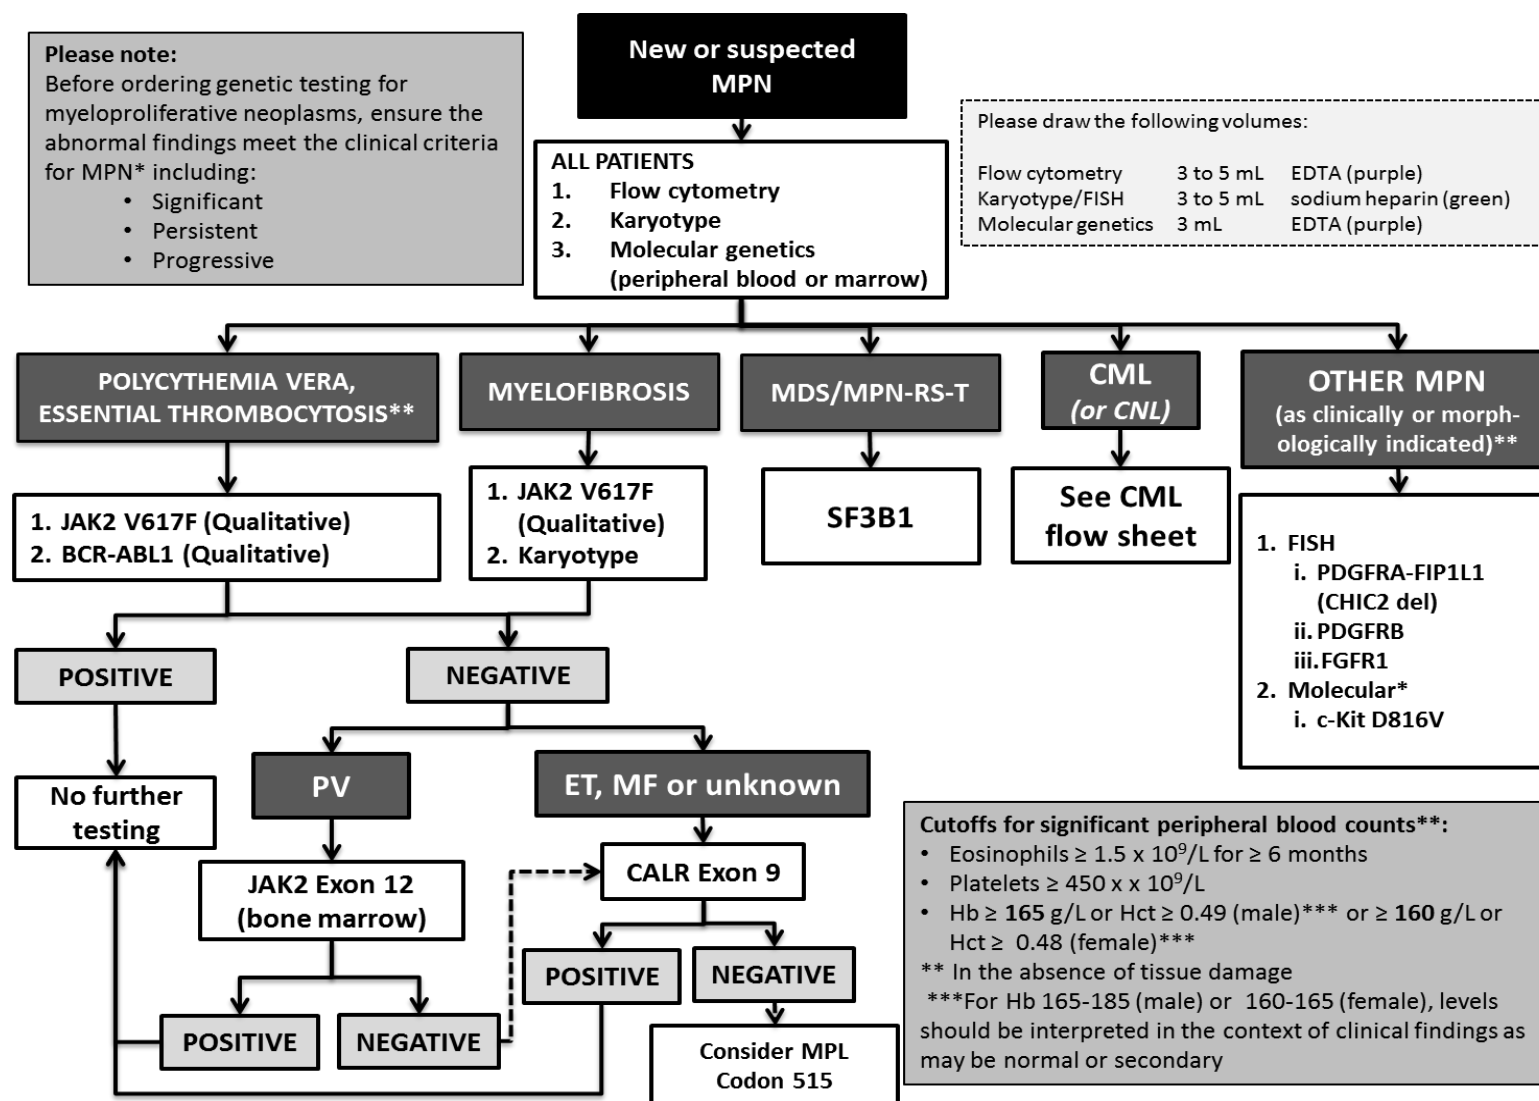 New or suspected
MPN
Please note:
Before ordering genetic testing for
myeloproliferative neoplasms, ensure the
abnormal findings meet the clinical criteria
for MPN* including:
• Significant
• Persistent
• Progressive
Please draw the following volumes:
Flow cytometry 3 to 5 mL EDTA (purple)
Karyotype/FISH 3 to 5 mL sodium heparin (green)
Molecular genetics 3 mL EDTA (purple)
ALL PATIENTS
1. Flow cytometry
2. Karyotype
3. Molecular genetics
(peripheral blood or marrow)
POLYCYTHEMIA VERA,
ESSENTIAL THROMBOCYTOSIS**
MYELOFIBROSIS
MDS/MPN-RS-T
CML
(or CNL)
OTHER MPN
(as clinically or morph-
ologically indicated)**
1. JAK2 V617F (Qualitative)
2. BCR-ABL1 (Qualitative)
1. JAK2 V617F
(Qualitative)
2. Karyotype
SF3B1
See CML
flow sheet
1. FISH
i. PDGFRA-FIP1L1
(CHIC2 del)
ii. PDGFRB
iii. FGFR1
2. Molecular*
i. c-Kit D816V
POSITIVE
NEGATIVE
No further
testing
PV
ET, MF or unknown
JAK2 Exon 12
(bone marrow)
CALR Exon 9
POSITIVE
NEGATIVE
POSITIVE
NEGATIVE
Consider MPL
Codon 515
Cutoffs for significant peripheral blood counts**:
• Eosinophils ≥ 1.5 x 10⁹/L for ≥ 6 months
• Platelets ≥ 450 x x 10⁹/L
• Hb ≥ 165 g/L or Hct ≥ 0.49 (male)*** or ≥ 160 g/L or
Hct ≥ 0.48 (female)***
** In the absence of tissue damage
***For Hb 165-185 (male) or 160-165 (female), levels
should be interpreted in the context of clinical findings as
may be normal or secondary